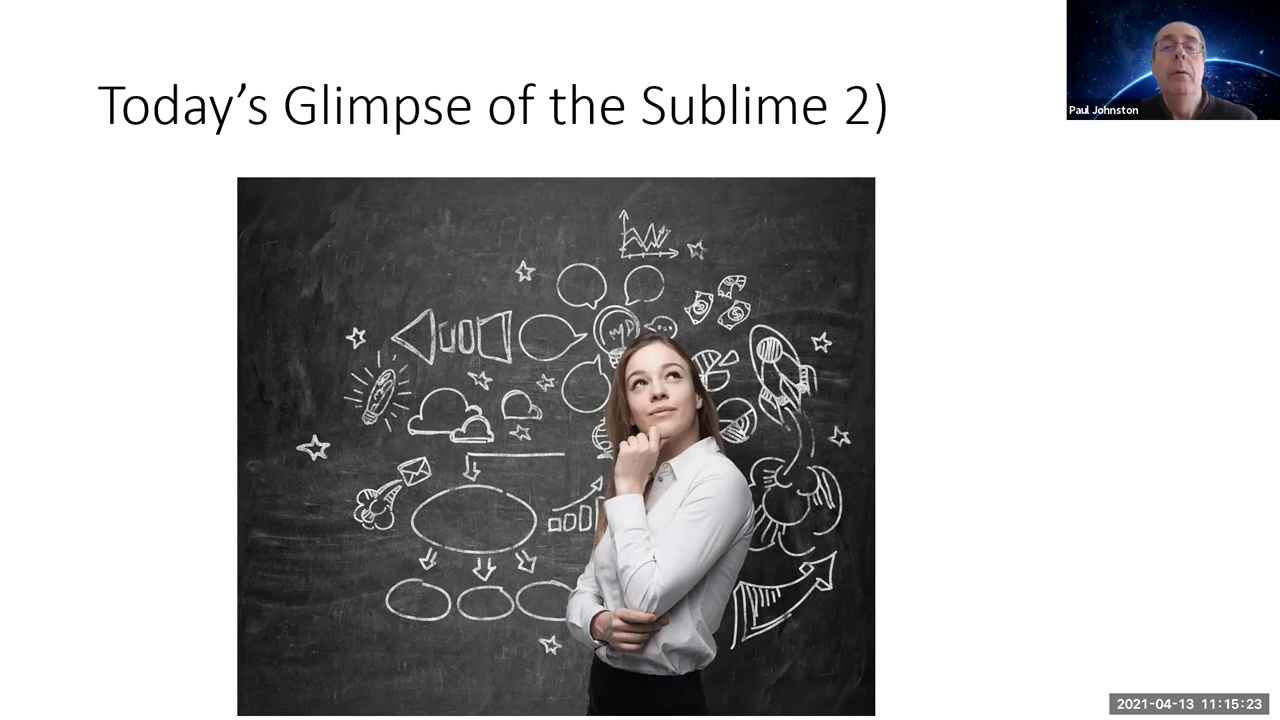 Today’s Glimpse of the Sublime 2)
Paul Johnston
2021-04-13 11:15:23